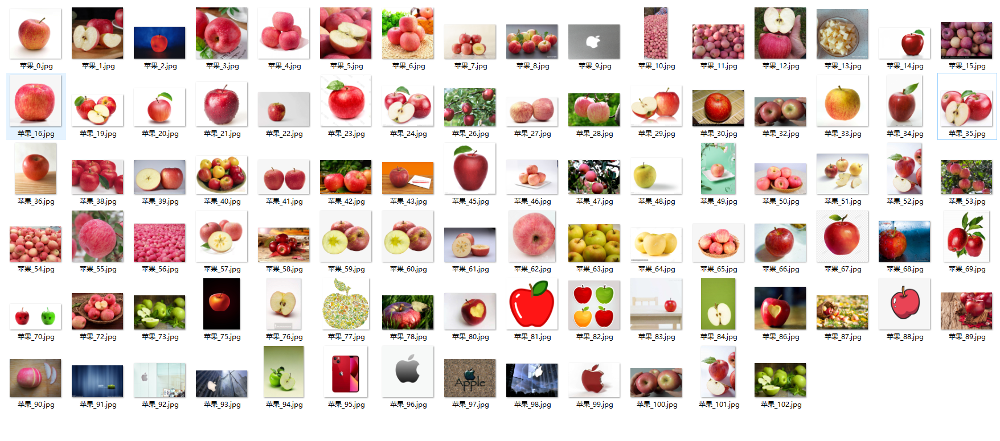 苹果_0.jpg 苹果_1.jpg 苹果_2.jpg 苹果_3.jpg 苹果_4.jpg 苹果_5.jpg 苹果_6.jpg 苹果_7.jpg 苹果_8.jpg 苹果_9.jpg 苹果_10.jpg 苹果_11.jpg 苹果_12.jpg 苹果_13.jpg 苹果_14.jpg 苹果_15.jpg
苹果_16.jpg 苹果_19.jpg 苹果_20.jpg 苹果_21.jpg 苹果_22.jpg 苹果_23.jpg 苹果_24.jpg 苹果_26.jpg 苹果_27.jpg 苹果_28.jpg 苹果_29.jpg 苹果_30.jpg 苹果_32.jpg 苹果_33.jpg 苹果_34.jpg 苹果_35.jpg
苹果_36.jpg 苹果_38.jpg 苹果_39.jpg 苹果_40.jpg 苹果_41.jpg 苹果_42.jpg 苹果_43.jpg 苹果_45.jpg 苹果_46.jpg 苹果_47.jpg 苹果_48.jpg 苹果_49.jpg 苹果_50.jpg 苹果_51.jpg 苹果_52.jpg 苹果_53.jpg
苹果_54.jpg 苹果_55.jpg 苹果_56.jpg 苹果_57.jpg 苹果_58.jpg 苹果_59.jpg 苹果_60.jpg 苹果_61.jpg 苹果_62.jpg 苹果_63.jpg 苹果_64.jpg 苹果_65.jpg 苹果_66.jpg 苹果_67.jpg 苹果_68.jpg 苹果_69.jpg
苹果_70.jpg 苹果_72.jpg 苹果_73.jpg 苹果_75.jpg 苹果_76.jpg 苹果_77.jpg 苹果_78.jpg 苹果_80.jpg 苹果_81.jpg 苹果_82.jpg 苹果_83.jpg 苹果_84.jpg 苹果_86.jpg 苹果_87.jpg 苹果_88.jpg 苹果_89.jpg
Apple
苹果_90.jpg 苹果_91.jpg 苹果_92.jpg 苹果_93.jpg 苹果_94.jpg 苹果_95.jpg 苹果_96.jpg 苹果_97.jpg 苹果_98.jpg 苹果_99.jpg 苹果_100.jpg 苹果_101.jpg 苹果_102.jpg